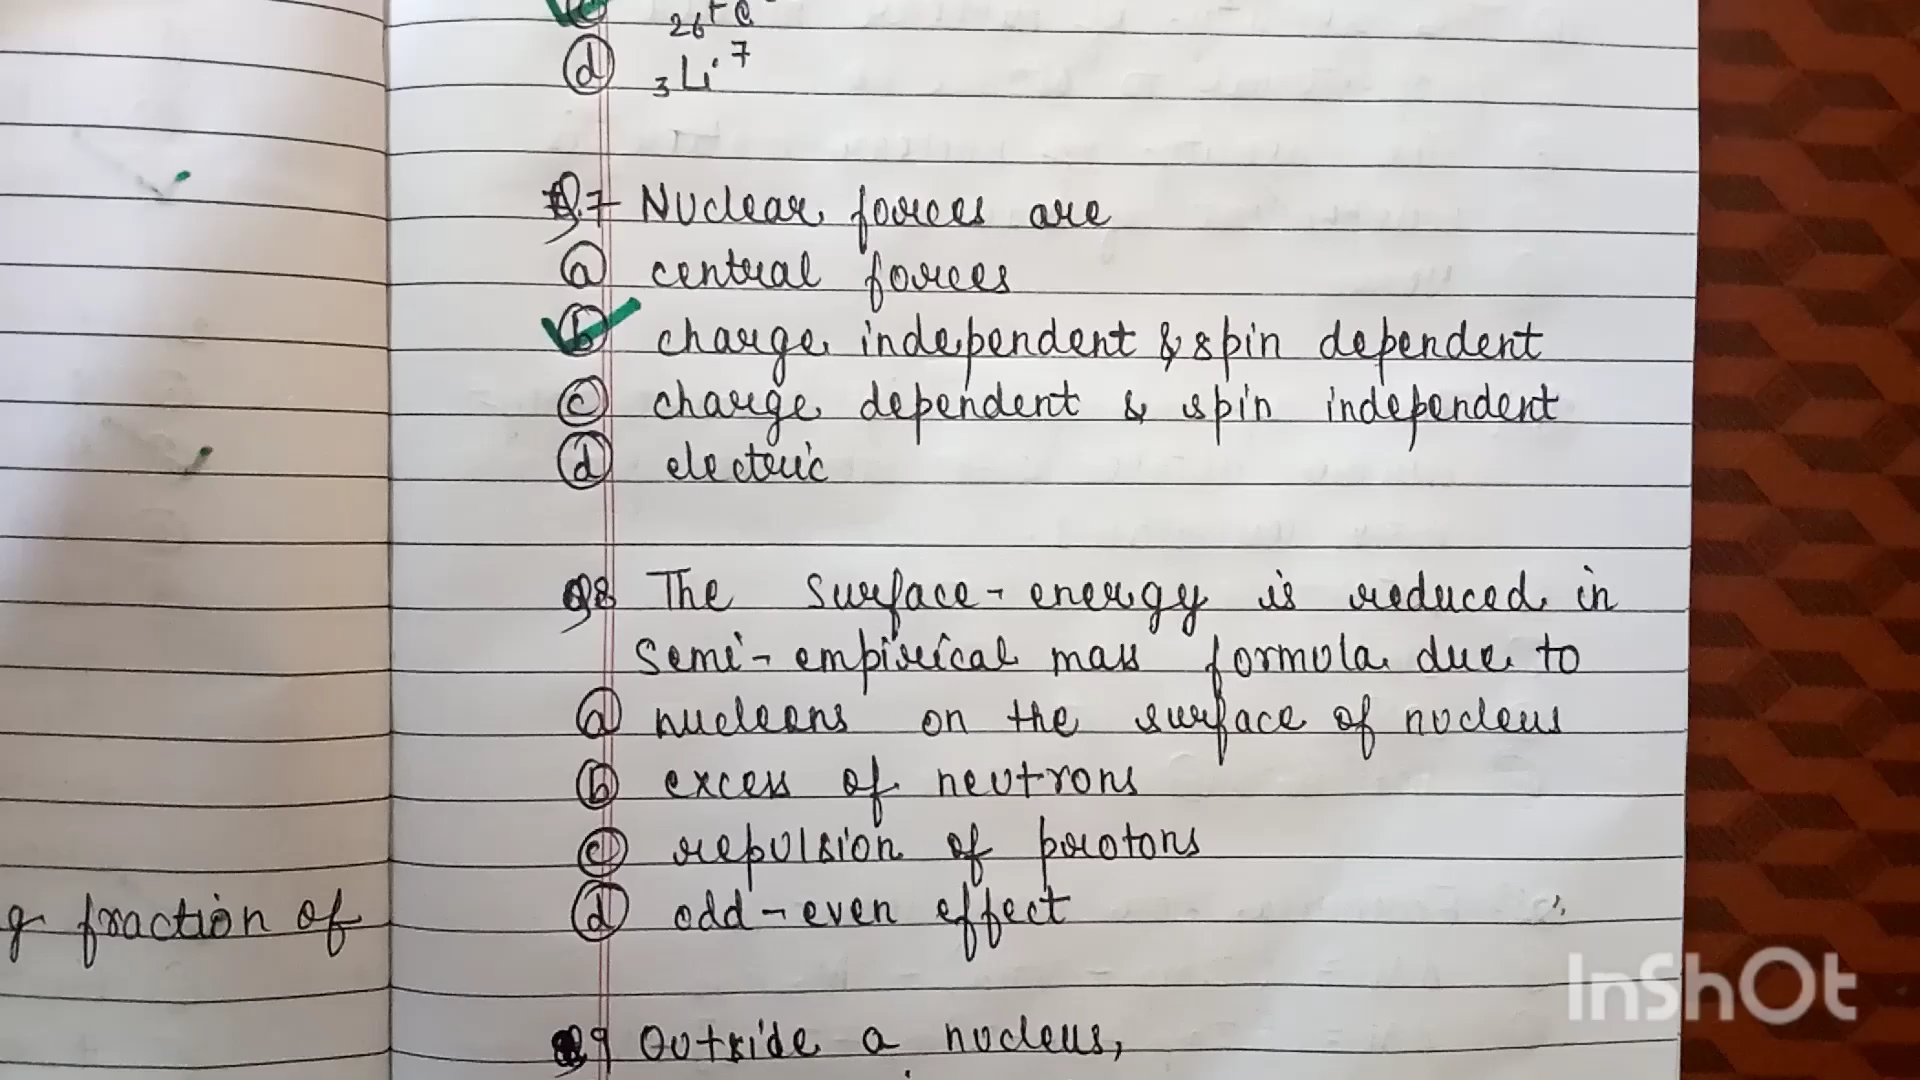 26Fe
(d) 3Li7
Q7 Nuclear forces are
(a) central forces
(b) charge independent & spin dependent
(c) charge dependent & spin independent
(d) electric
Q8 The surface-energy is reduced in
semi-empirical mass formula due to
(a) nucleons on the surface of nucleus
(b) excess of neutrons
(c) repulsion of protons
(d) odd-even effect
g fraction of
Q9 Outside a nucleus,
InShOt